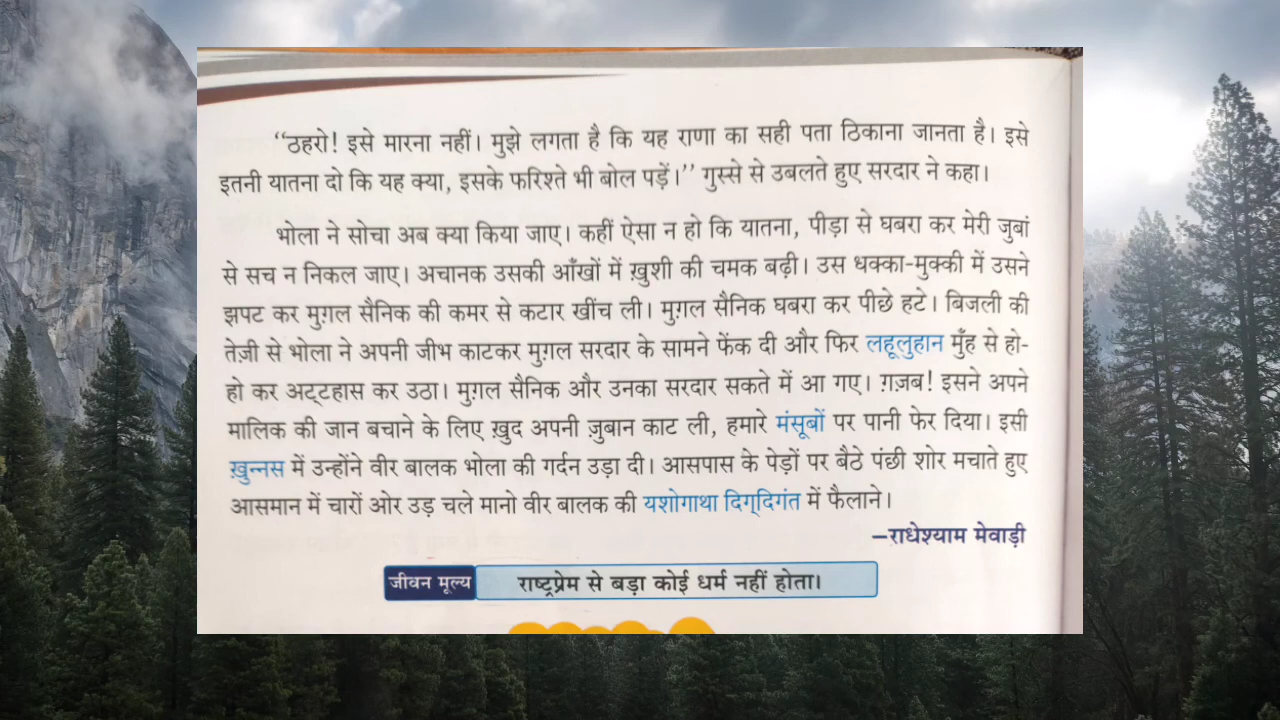 “ठहरो! इसे मारना नहीं। मुझे लगता है कि यह राणा का सही पता ठिकाना जानता है। इसे
इतनी यातना दो कि यह क्या, इसके फरिश्ते भी बोल पड़ें।” गुस्से से उबलते हुए सरदार ने कहा।
भोला ने सोचा अब क्या किया जाए। कहीं ऐसा न हो कि यातना, पीड़ा से घबरा कर मेरी जुबां
से सच न निकल जाए। अचानक उसकी आँखों में ख़ुशी की चमक बढ़ी। उस धक्का-मुक्की में उसने
झपट कर मुग़ल सैनिक की कमर से कटार खींच ली। मुग़ल सैनिक घबरा कर पीछे हटे। बिजली की
तेज़ी से भोला ने अपनी जीभ काटकर मुग़ल सरदार के सामने फेंक दी और फिर लहूलुहान मुँह से हो-
हो कर अट्टहास कर उठा। मुग़ल सैनिक और उनका सरदार सकते में आ गए। ग़ज़ब! इसने अपने
मालिक की जान बचाने के लिए ख़ुद अपनी ज़ुबान काट ली, हमारे मंसूबों पर पानी फेर दिया। इसी
ख़ुन्नस में उन्होंने वीर बालक भोला की गर्दन उड़ा दी। आसपास के पेड़ों पर बैठे पंछी शोर मचाते हुए
आसमान में चारों ओर उड़ चले मानो वीर बालक की यशोगाथा दिग्दिगंत में फैलाने।
–राधेश्याम मेवाड़ी
जीवन मूल्य राष्ट्रप्रेम से बड़ा कोई धर्म नहीं होता।